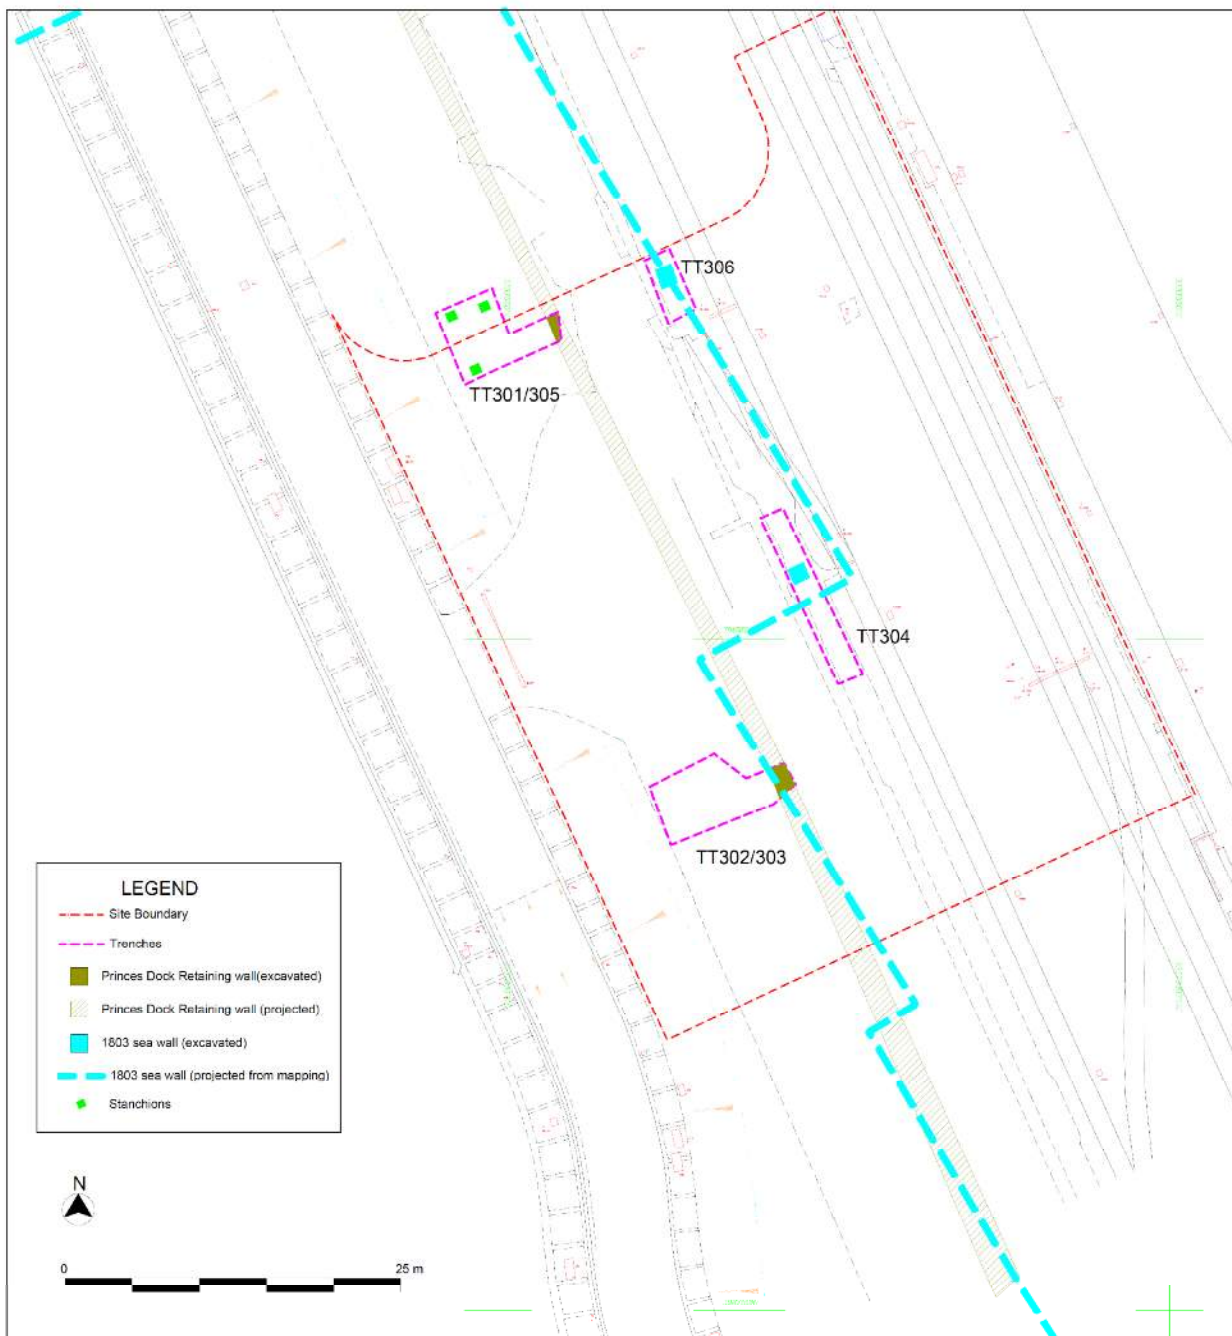 TT306
TT301/305
TT304
TT302/303
LEGEND
Site Boundary
Trenches
Princes Dock Retaining wall(excavated)
Princes Dock Retaining wall (projected)
1803 sea wall (excavated)
1803 sea wall (projected from mapping)
Stanchions
N
0 25 m